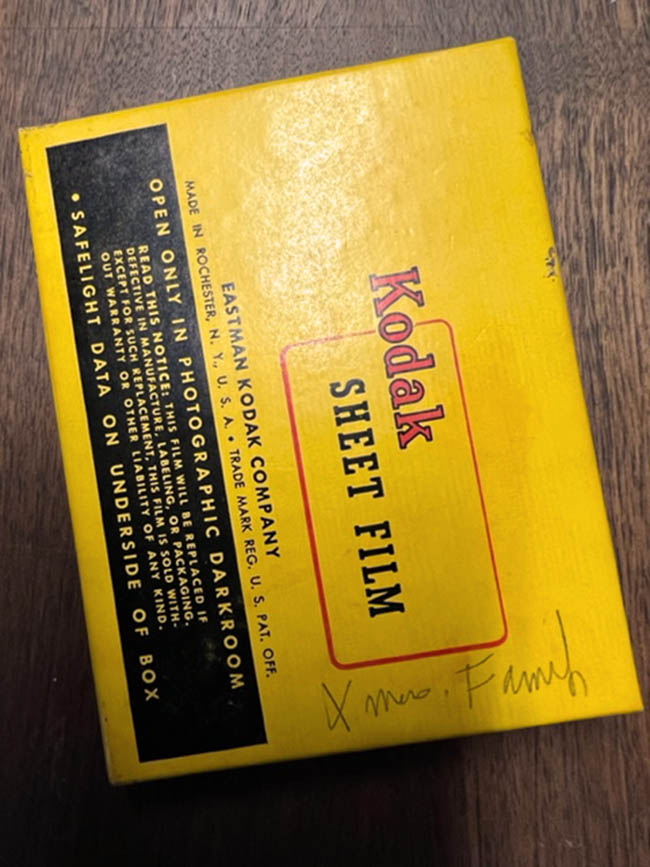 Kodak
SHEET FILM
EASTMAN KODAK COMPANY
MADE IN ROCHESTER, N. Y., U. S. A. • TRADE MARK REG. U. S. PAT. OFF.
OPEN ONLY IN PHOTOGRAPHIC DARKROOM
READ THIS NOTICE: THIS FILM WILL BE REPLACED IF
DEFECTIVE IN MANUFACTURE, LABELING, OR PACKAGING.
EXCEPT FOR SUCH REPLACEMENT, THIS FILM IS SOLD WITH-
OUT WARRANTY OR OTHER LIABILITY OF ANY KIND.
• SAFELIGHT DATA ON UNDERSIDE OF BOX
Xmas. Family